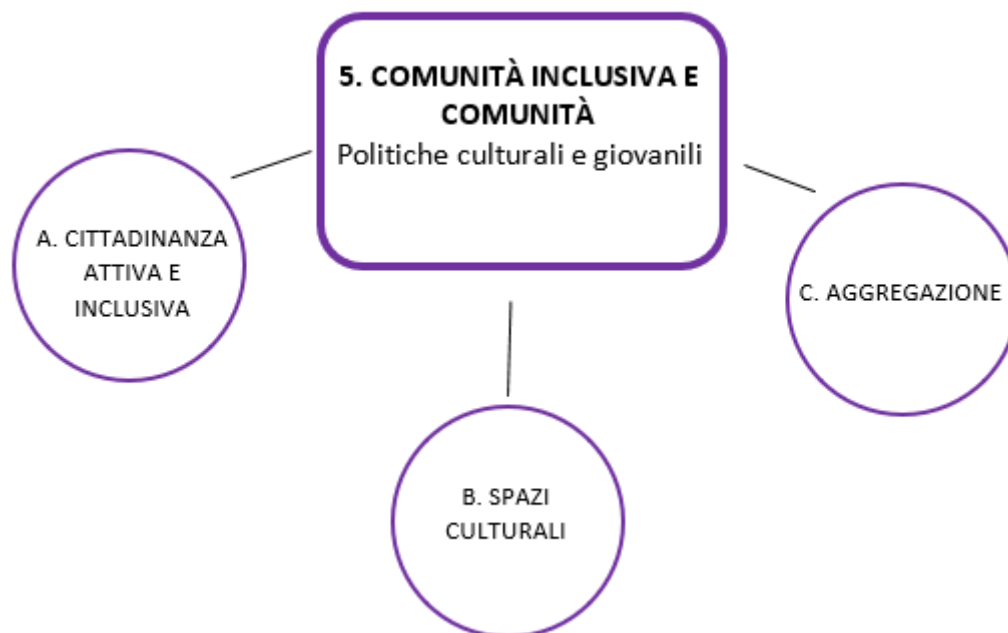 5. COMUNITÀ INCLUSIVA E
COMUNITÀ
Politiche culturali e giovanili
A. CITTADINANZA
ATTIVA E
INCLUSIVA
B. SPAZI
CULTURALI
C. AGGREGAZIONE